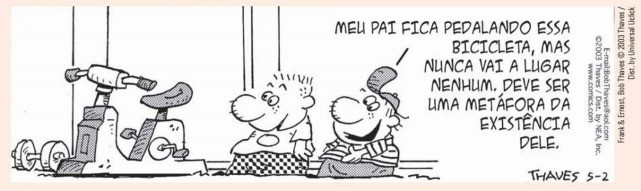 MEU PAI FICA PEDALANDO ESSA
BICICLETA, MAS
NUNCA VAI A LUGAR
NENHUM. DEVE SER
UMA METÁFORA DA
EXISTÊNCIA
DELE.
THAVES 5-2
E-mail:BobThaves@aol.com
©2003 Thaves / Dist. by NEA, Inc.
www.comics.com
Frank & Ernest, Bob Thaves © 2003 Thaves /
Dist. by Universal Uclick